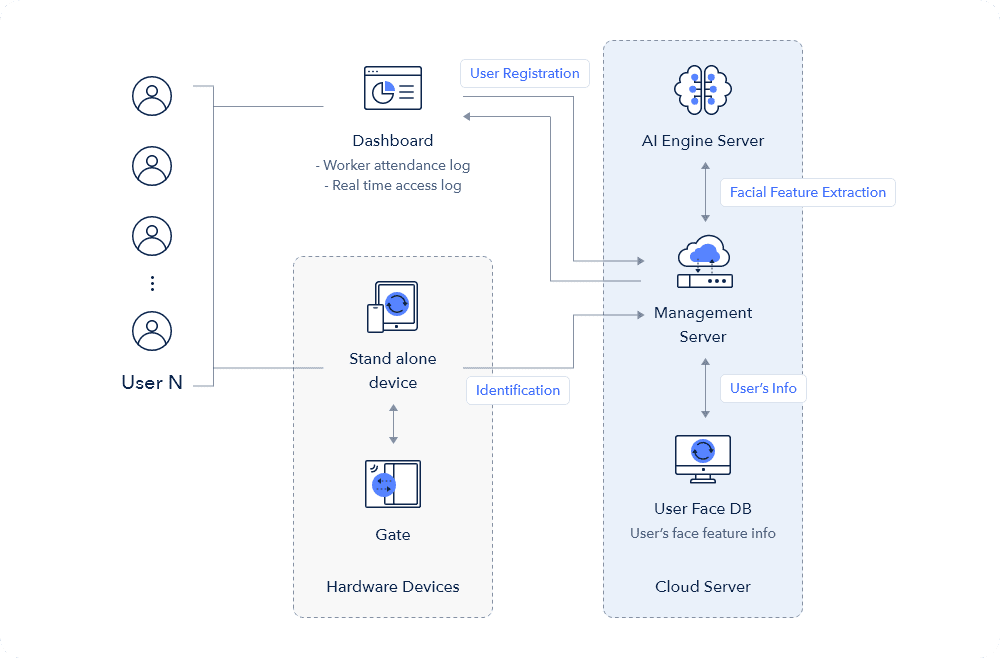 User N
Dashboard
- Worker attendance log
- Real time access log
User Registration
Stand alone
device
Identification
Gate
Hardware Devices
AI Engine Server
Facial Feature Extraction
Management
Server
User’s Info
User Face DB
User’s face feature info
Cloud Server